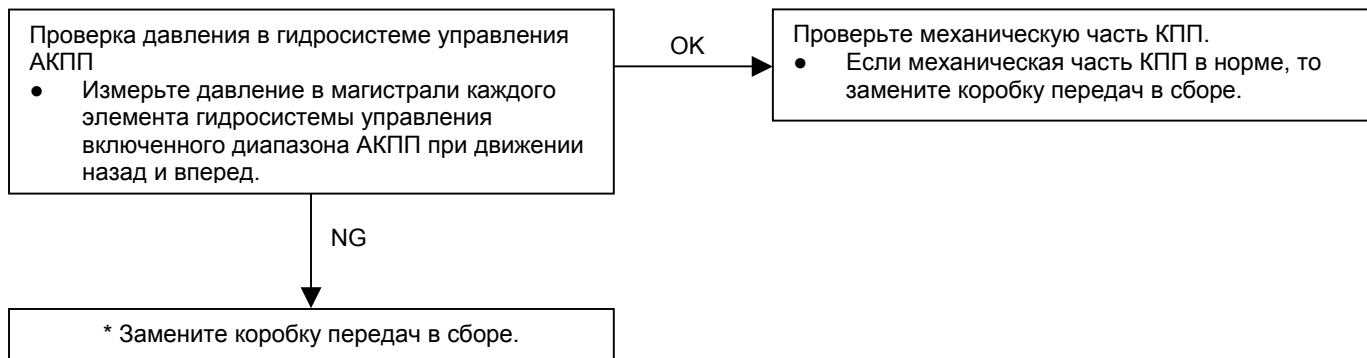 Проверка давления в гидросистеме управления
АКПП
● Измерьте давление в магистрали каждого
элемента гидросистемы управления
включенного диапазона АКПП при движении
назад и вперед.
OK
Проверьте механическую часть КПП.
● Если механическая часть КПП в норме, то
замените коробку передач в сборе.
NG
* Замените коробку передач в сборе.